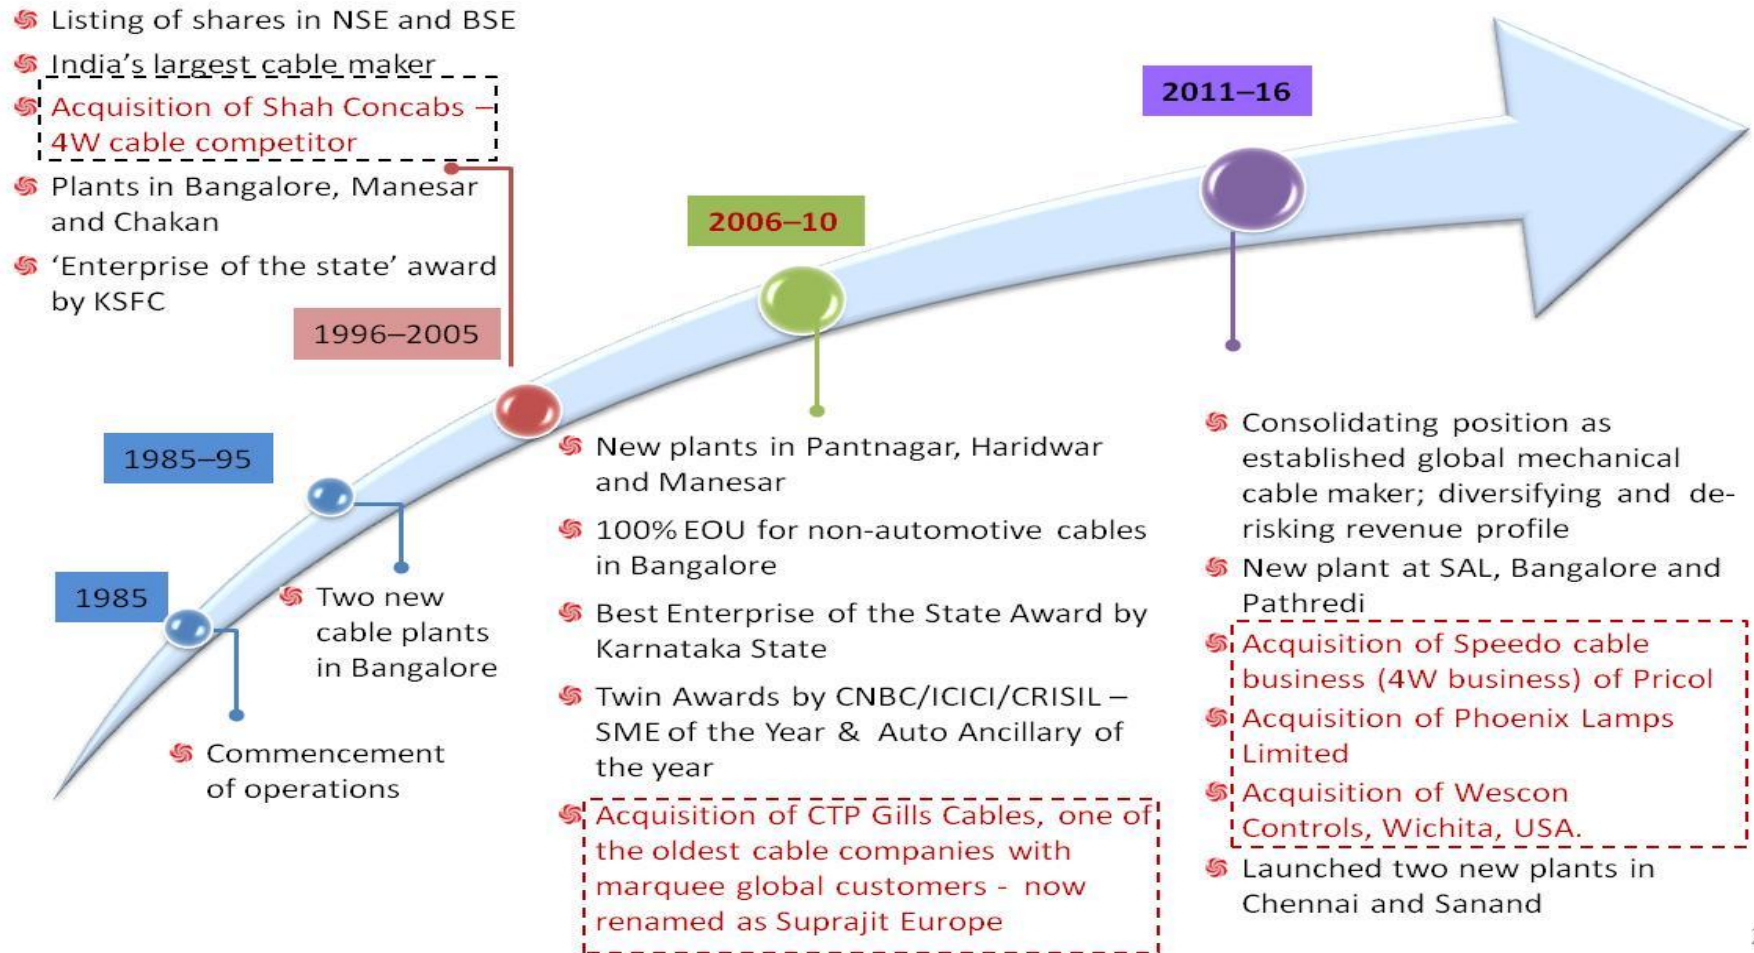 Listing of shares in NSE and BSE
India's largest cable maker
Acquisition of Shah Concabs –
4W cable competitor
Plants in Bangalore, Manesar
and Chakan
'Enterprise of the state' award
by KSFC
1996–2005
1985–95
1985
2006–10
2011–16
Commencement
of operations
Two new
cable plants
in Bangalore
New plants in Pantnagar, Haridwar
and Manesar
100% EOU for non-automotive cables
in Bangalore
Best Enterprise of the State Award by
Karnataka State
Twin Awards by CNBC/ICICI/CRISIL –
SME of the Year & Auto Ancillary of
the year
Acquisition of CTP Gills Cables, one of
the oldest cable companies with
marquee global customers - now
renamed as Suprajit Europe
Consolidating position as
established global mechanical
cable maker; diversifying and de-
risking revenue profile
New plant at SAL, Bangalore and
Pathredi
Acquisition of Speedo cable
business (4W business) of Pricol
Acquisition of Phoenix Lamps
Limited
Acquisition of Wescon
Controls, Wichita, USA.
Launched two new plants in
Chennai and Sanand